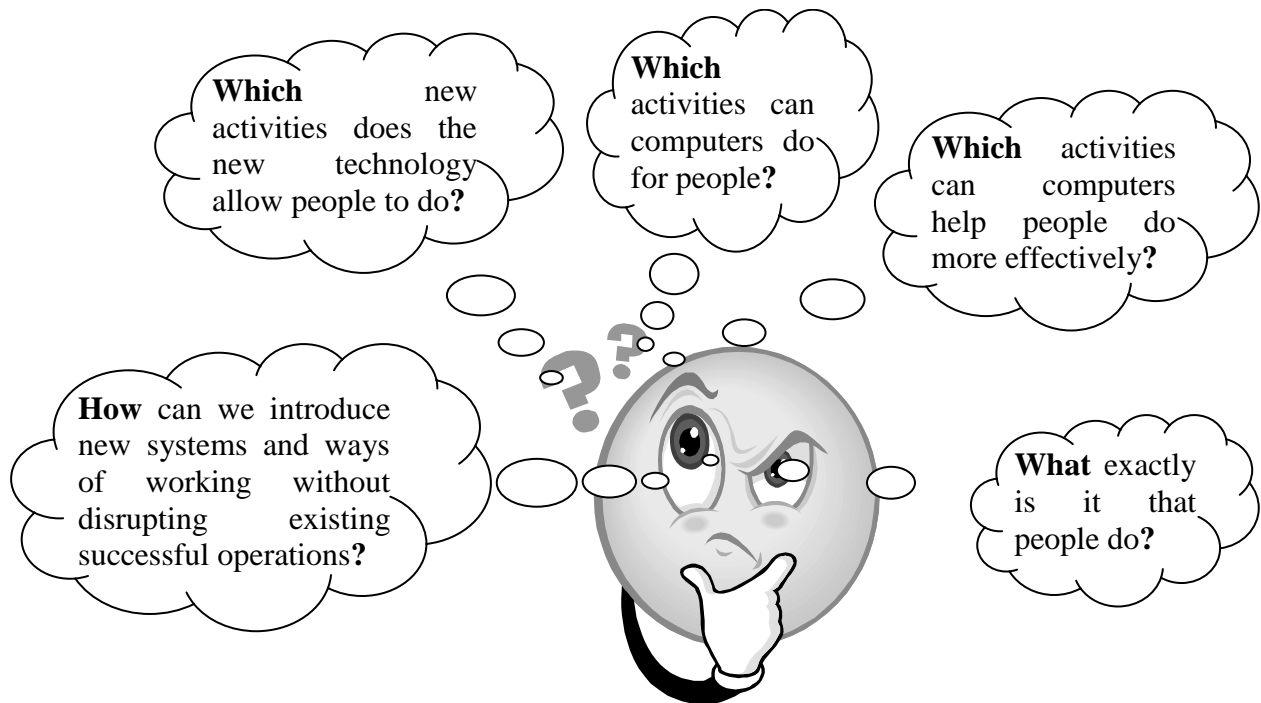 Which new
activities does the
new technology
allow people to do?
Which
activities can
computers do
for people?
Which activities
can computers
help people do
more effectively?
How can we introduce
new systems and ways
of working without
disrupting existing
successful operations?
What exactly
is it that
people do?
? ?